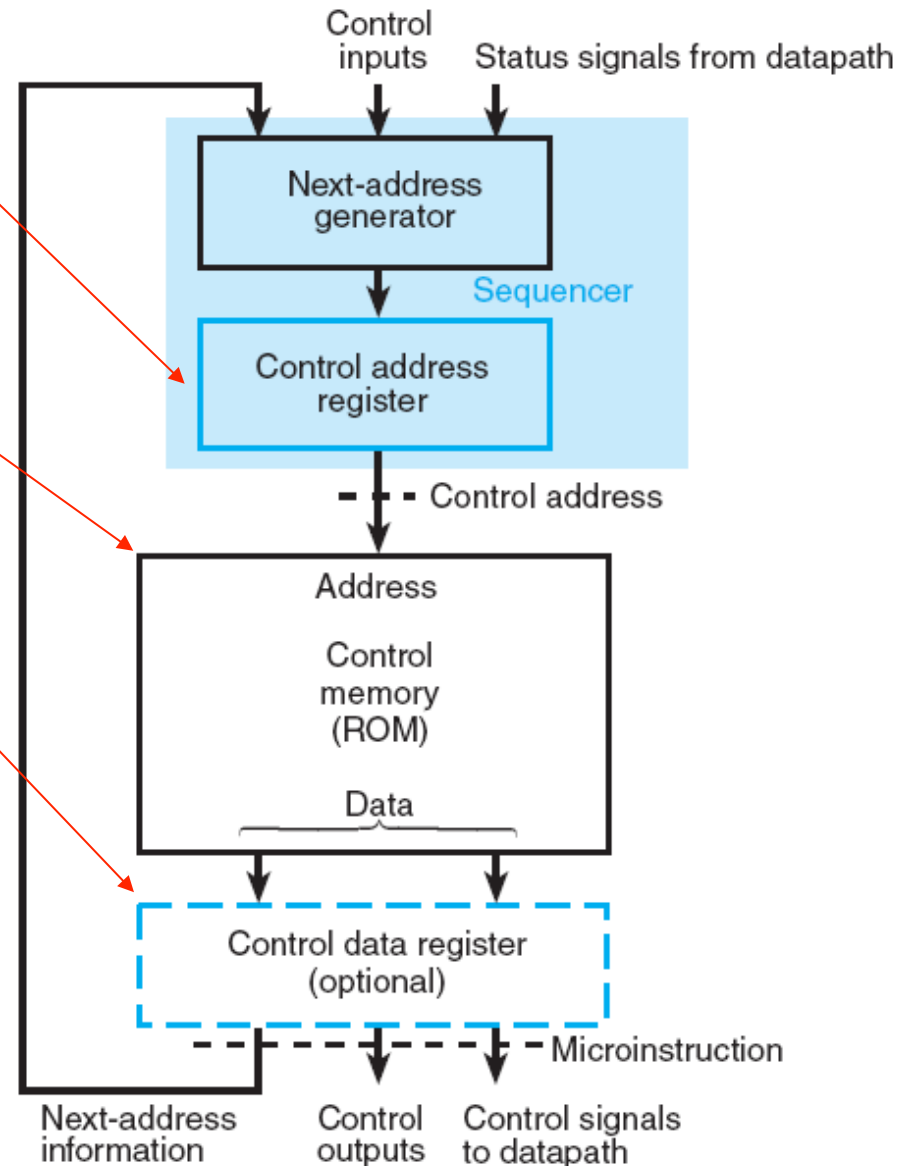 Control
inputs
Status signals from datapath
Next-address
generator
Sequencer
Control address
register
Control address
Address
Control
memory
(ROM)
Data
Control data register
(optional)
Microinstruction
Next-address
information
Control
outputs
Control signals
to datapath